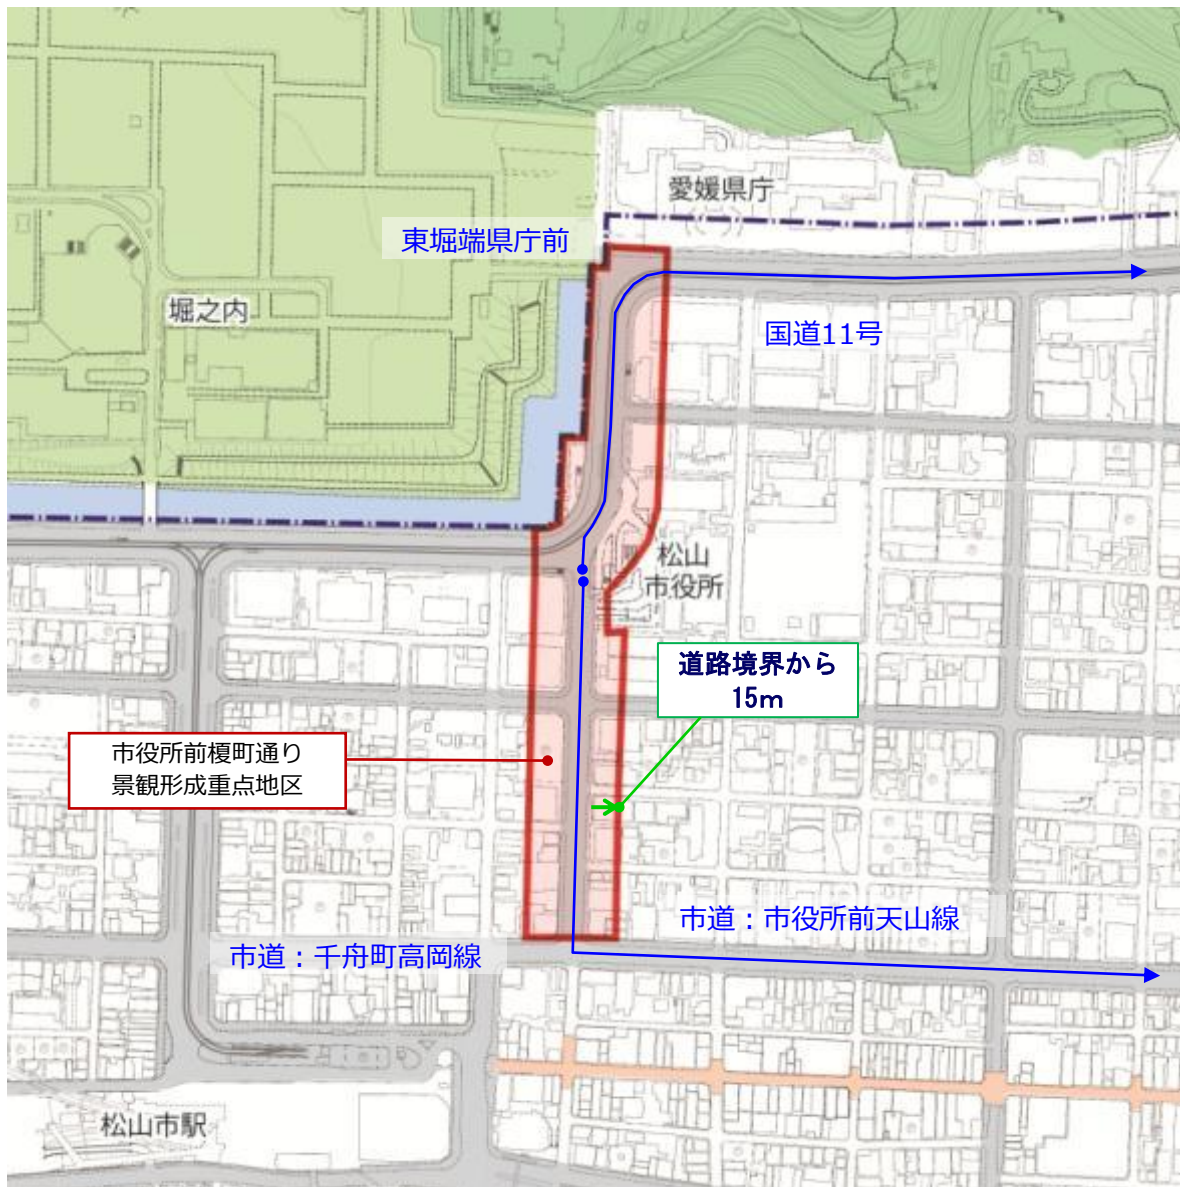 愛媛県庁
東堀端県庁前
堀之内
国道11号
松山
市役所
道路境界から
15m
市役所前榎町通り
景観形成重点地区
市道：市役所前天山線
市道：千舟町高岡線
松山市駅